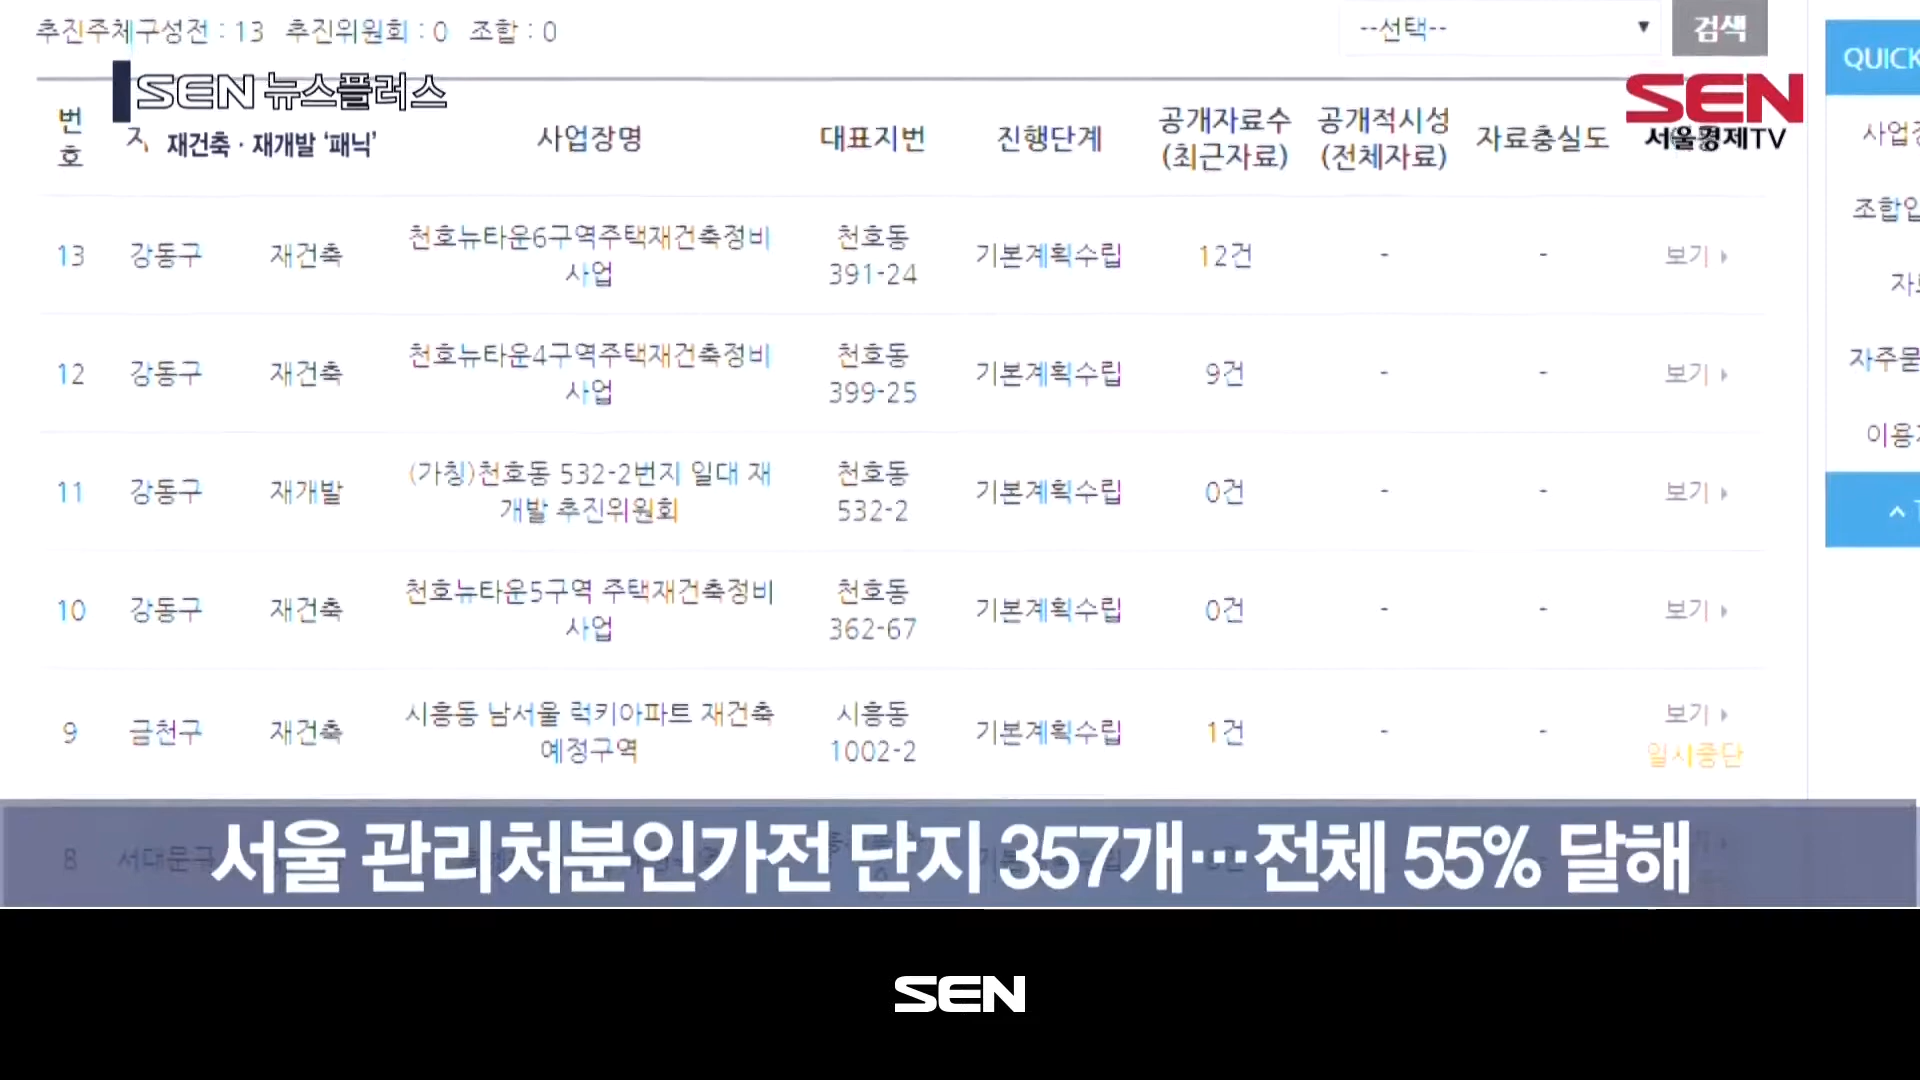 추진주체구성전 : 13 추진위원회 : 0 조합 : 0
--선택-- ▼ 검색
QUICK
SEN 뉴스플러스
재건축·재개발 '패닉'
SEN
서울경제TV
번호
사업장명
대표지번
진행단계
공개자료수
(최근자료)
공개적시성
(전체자료)
자료충실도
13 강동구 재건축 천호뉴타운6구역주택재건축정비
사업
천호동
391-24
기본계획수립 12건 - - 보기
12 강동구 재건축 천호뉴타운4구역주택재건축정비
사업
천호동
399-25
기본계획수립 9건 - - 보기
11 강동구 재개발 (가칭)천호동 532-2번지 일대 재
개발 추진위원회
천호동
532-2
기본계획수립 0건 - - 보기
10 강동구 재건축 천호뉴타운5구역 주택재건축정비
사업
천호동
362-67
기본계획수립 0건 - - 보기
9 금천구 재건축 시흥동 남서울 럭키아파트 재건축
예정구역
시흥동
1002-2
기본계획수립 1건 - - 보기
일시중단
8 서대문구
서울 관리처분인가전 단지 357개…전체 55% 달해
SEN